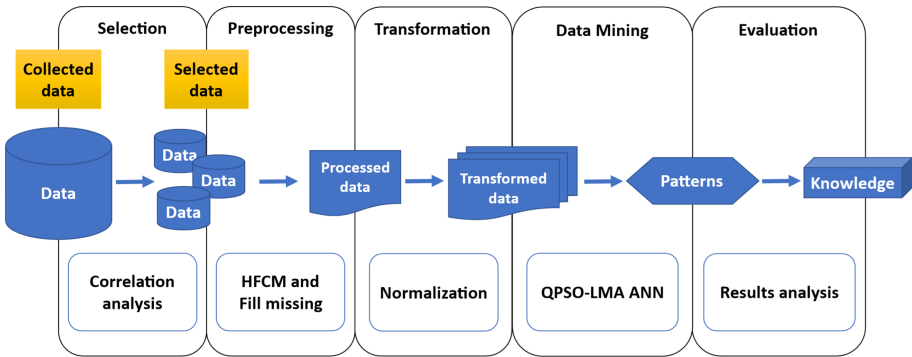 Selection
Preprocessing
Transformation
Data Mining
Evaluation
Collected
data
Selected
data
Data
Data
Data
Data
Processed
data
Transformed
data
Patterns
Knowledge
Correlation
analysis
HFCM and
Fill missing
Normalization
QPSO-LMA ANN
Results analysis